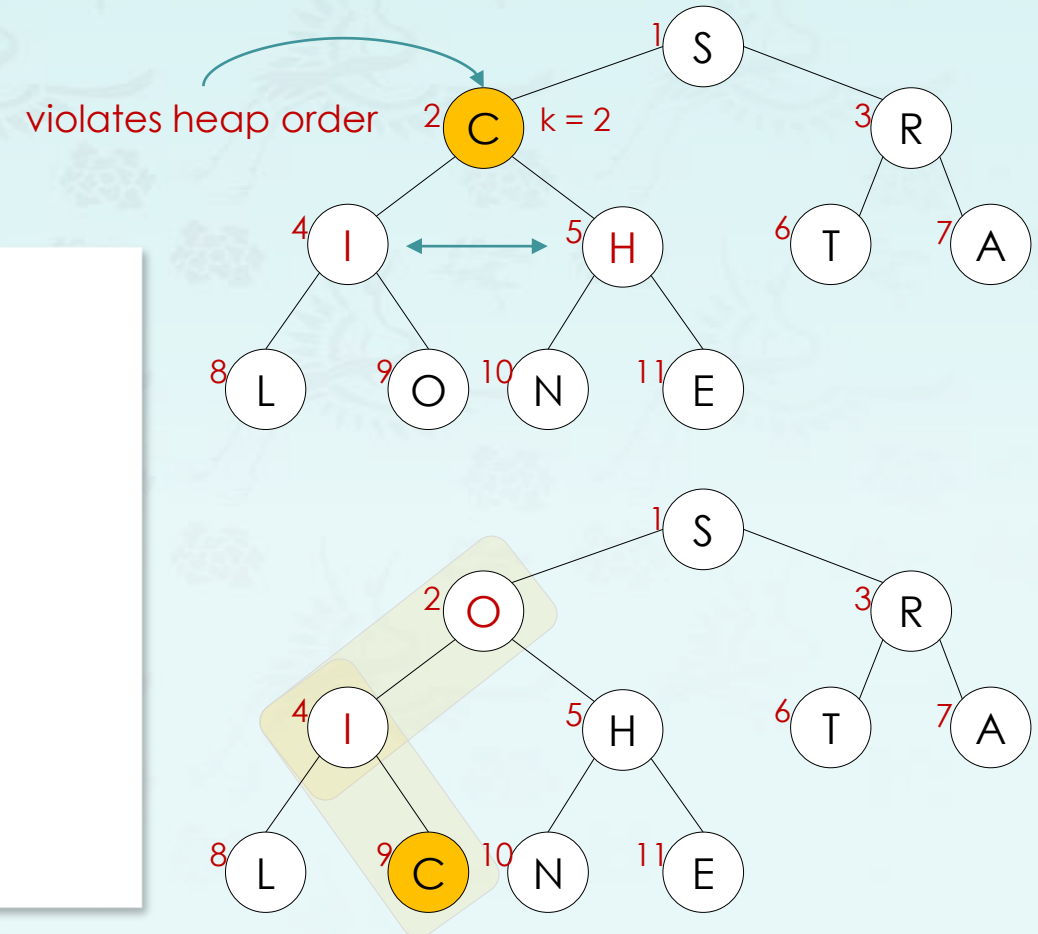 1 S
violates heap order 2 C k = 2 3 R
4 I 5 H 6 T 7 A
8 L 9 O 10 N 11 E
1 S
2 O 3 R
4 I 5 H 6 T 7 A
8 L 9 C 10 N 11 E